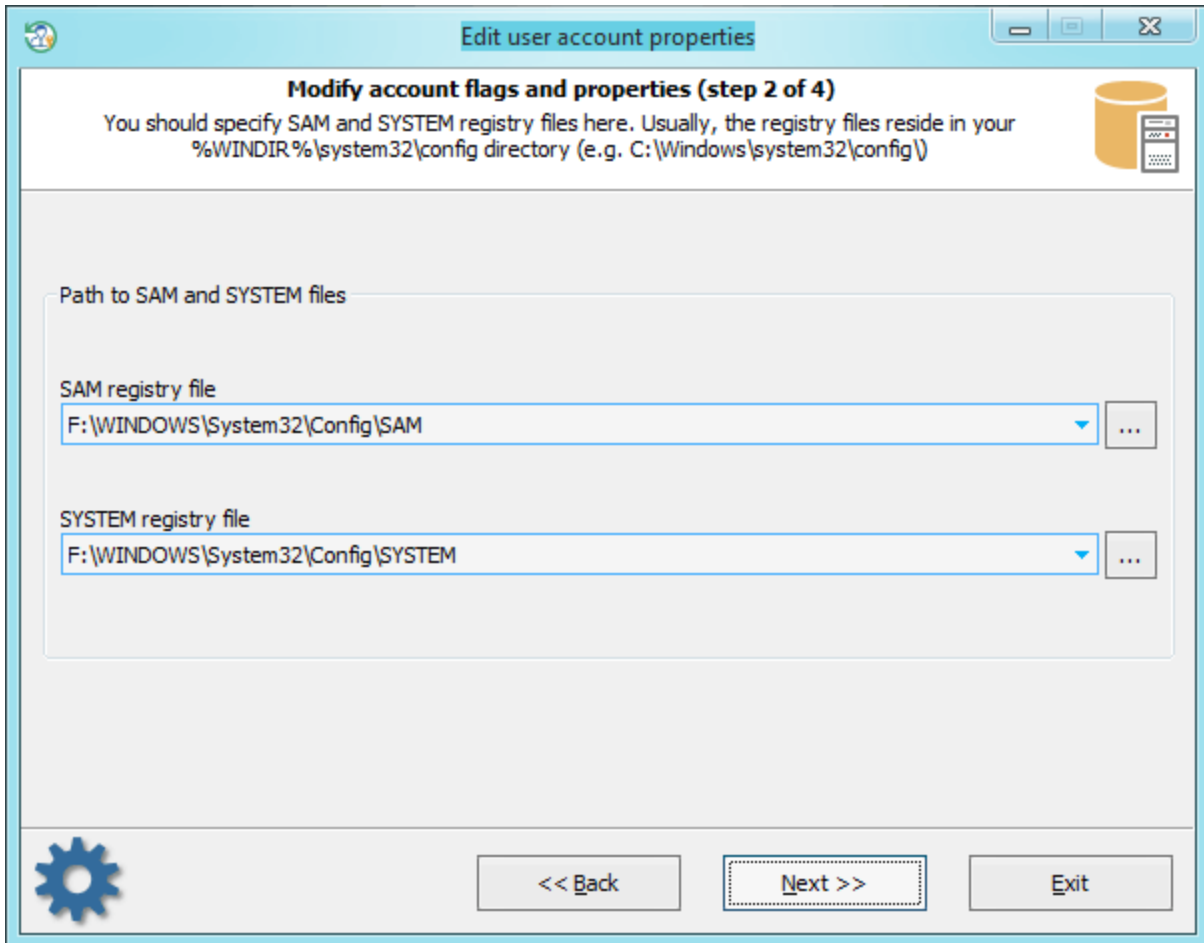 Edit user account properties
Modify account flags and properties (step 2 of 4)
You should specify SAM and SYSTEM registry files here. Usually, the registry files reside in your
%WINDIR%\system32\config directory (e.g. C:\Windows\system32\config\)
Path to SAM and SYSTEM files
SAM registry file
F:\WINDOWS\System32\Config\SAM
...
SYSTEM registry file
F:\WINDOWS\System32\Config\SYSTEM
...
<< Back
Next >>
Exit